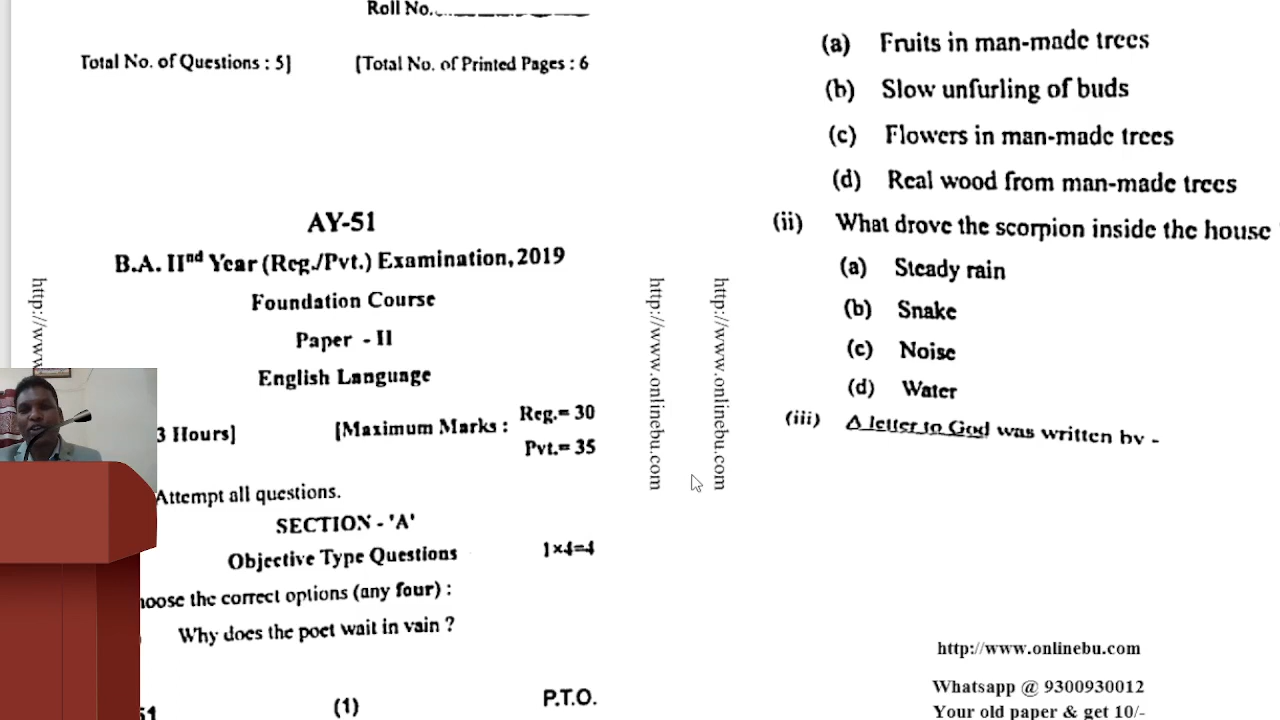 Roll No.
Total No. of Questions : 5]
[Total No. of Printed Pages : 6
AY-51
B.A. IInd Year (Reg./Pvt.) Examination, 2019
Foundation Course
Paper - II
English Language
3 Hours]
[Maximum Marks :
Reg.= 30
Pvt.= 35
Attempt all questions.
SECTION - 'A'
Objective Type Questions
1×4=4
hoose the correct options (any four) :
Why does the poet wait in vain ?
51
(1)
P.T.O.
http://www.
http://www.onlinebu.com
http://www.onlinebu.com
(a) Fruits in man-made trees
(b) Slow unfurling of buds
(c) Flowers in man-made trees
(d) Real wood from man-made trees
(ii) What drove the scorpion inside the house
(a) Steady rain
(b) Snake
(c) Noise
(d) Water
(iii) A letter to God was written by -
http://www.onlinebu.com
Whatsapp @ 9300930012
Your old paper & get 10/-